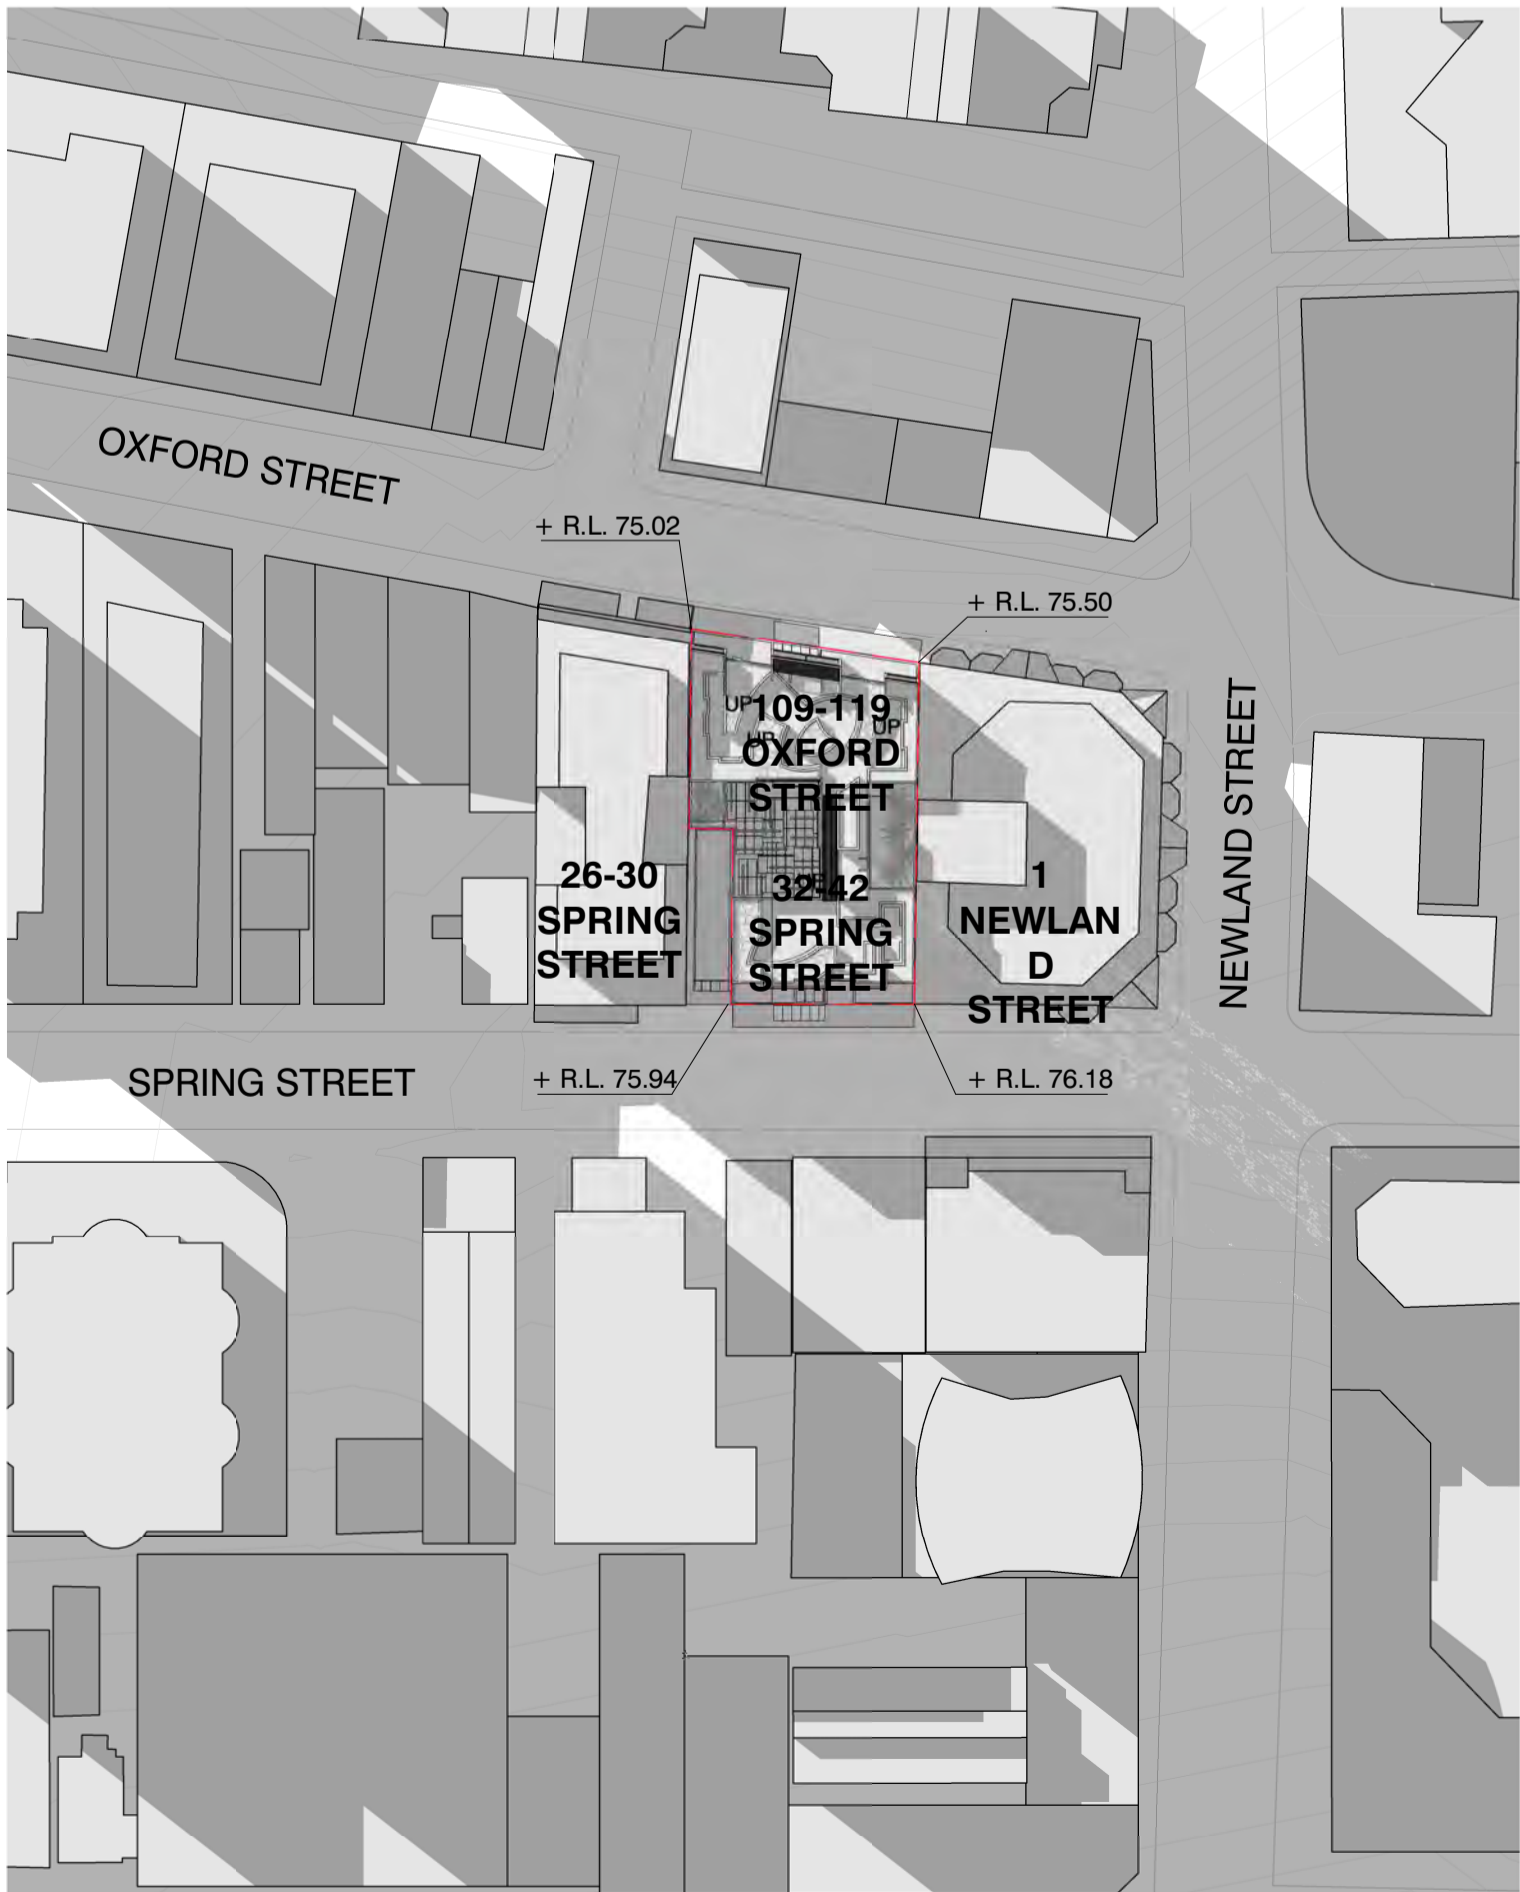 OXFORD STREET
+ R.L. 75.02
+ R.L. 75.50
UP
109-119
UP
UP
OXFORD
STREET
NEWLAND STREET
26-30
SPRING
STREET
32-42
SPRING
STREET
1
NEWLAN
D
STREET
SPRING STREET
+ R.L. 75.94
+ R.L. 76.18